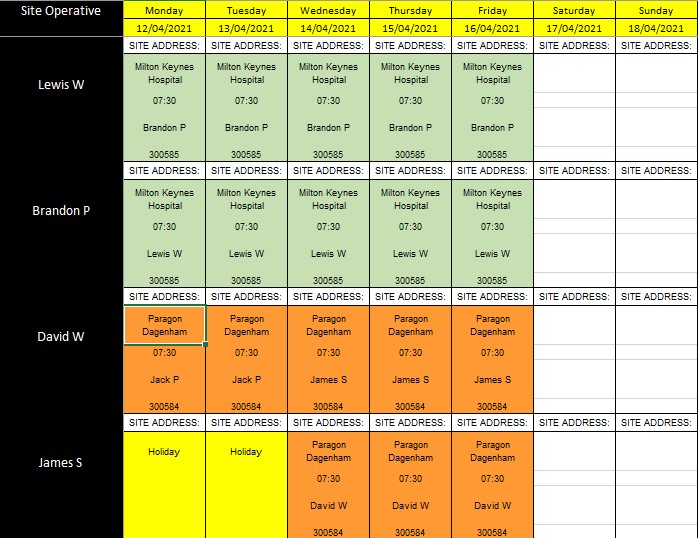 Site Operative Monday Tuesday Wednesday Thursday Friday Saturday Sunday
12/04/2021 13/04/2021 14/04/2021 15/04/2021 16/04/2021 17/04/2021 18/04/2021
SITE ADDRESS: SITE ADDRESS: SITE ADDRESS: SITE ADDRESS: SITE ADDRESS: SITE ADDRESS: SITE ADDRESS:
Milton Keynes Milton Keynes Milton Keynes Milton Keynes Milton Keynes
Hospital Hospital Hospital Hospital Hospital
Lewis W
07:30 07:30 07:30 07:30 07:30
Brandon P Brandon P Brandon P Brandon P Brandon P
300585 300585 300585 300585 300585
SITE ADDRESS: SITE ADDRESS: SITE ADDRESS: SITE ADDRESS: SITE ADDRESS: SITE ADDRESS: SITE ADDRESS:
Milton Keynes Milton Keynes Milton Keynes Milton Keynes Milton Keynes
Hospital Hospital Hospital Hospital Hospital
Brandon P
07:30 07:30 07:30 07:30 07:30
Lewis W Lewis W Lewis W Lewis W Lewis W
300585 300585 300585 300585 300585
SITE ADDRESS: SITE ADDRESS: SITE ADDRESS: SITE ADDRESS: SITE ADDRESS: SITE ADDRESS: SITE ADDRESS:
Paragon Paragon Paragon Paragon Paragon
Dagenham Dagenham Dagenham Dagenham Dagenham
David W
07:30 07:30 07:30 07:30 07:30
Jack P Jack P James S James S James S
300584 300584 300584 300584 300584
SITE ADDRESS: SITE ADDRESS: SITE ADDRESS: SITE ADDRESS: SITE ADDRESS: SITE ADDRESS: SITE ADDRESS:
Holiday Holiday Paragon Paragon Paragon
Dagenham Dagenham Dagenham
James S
07:30 07:30 07:30
David W David W David W
300584 300584 300584